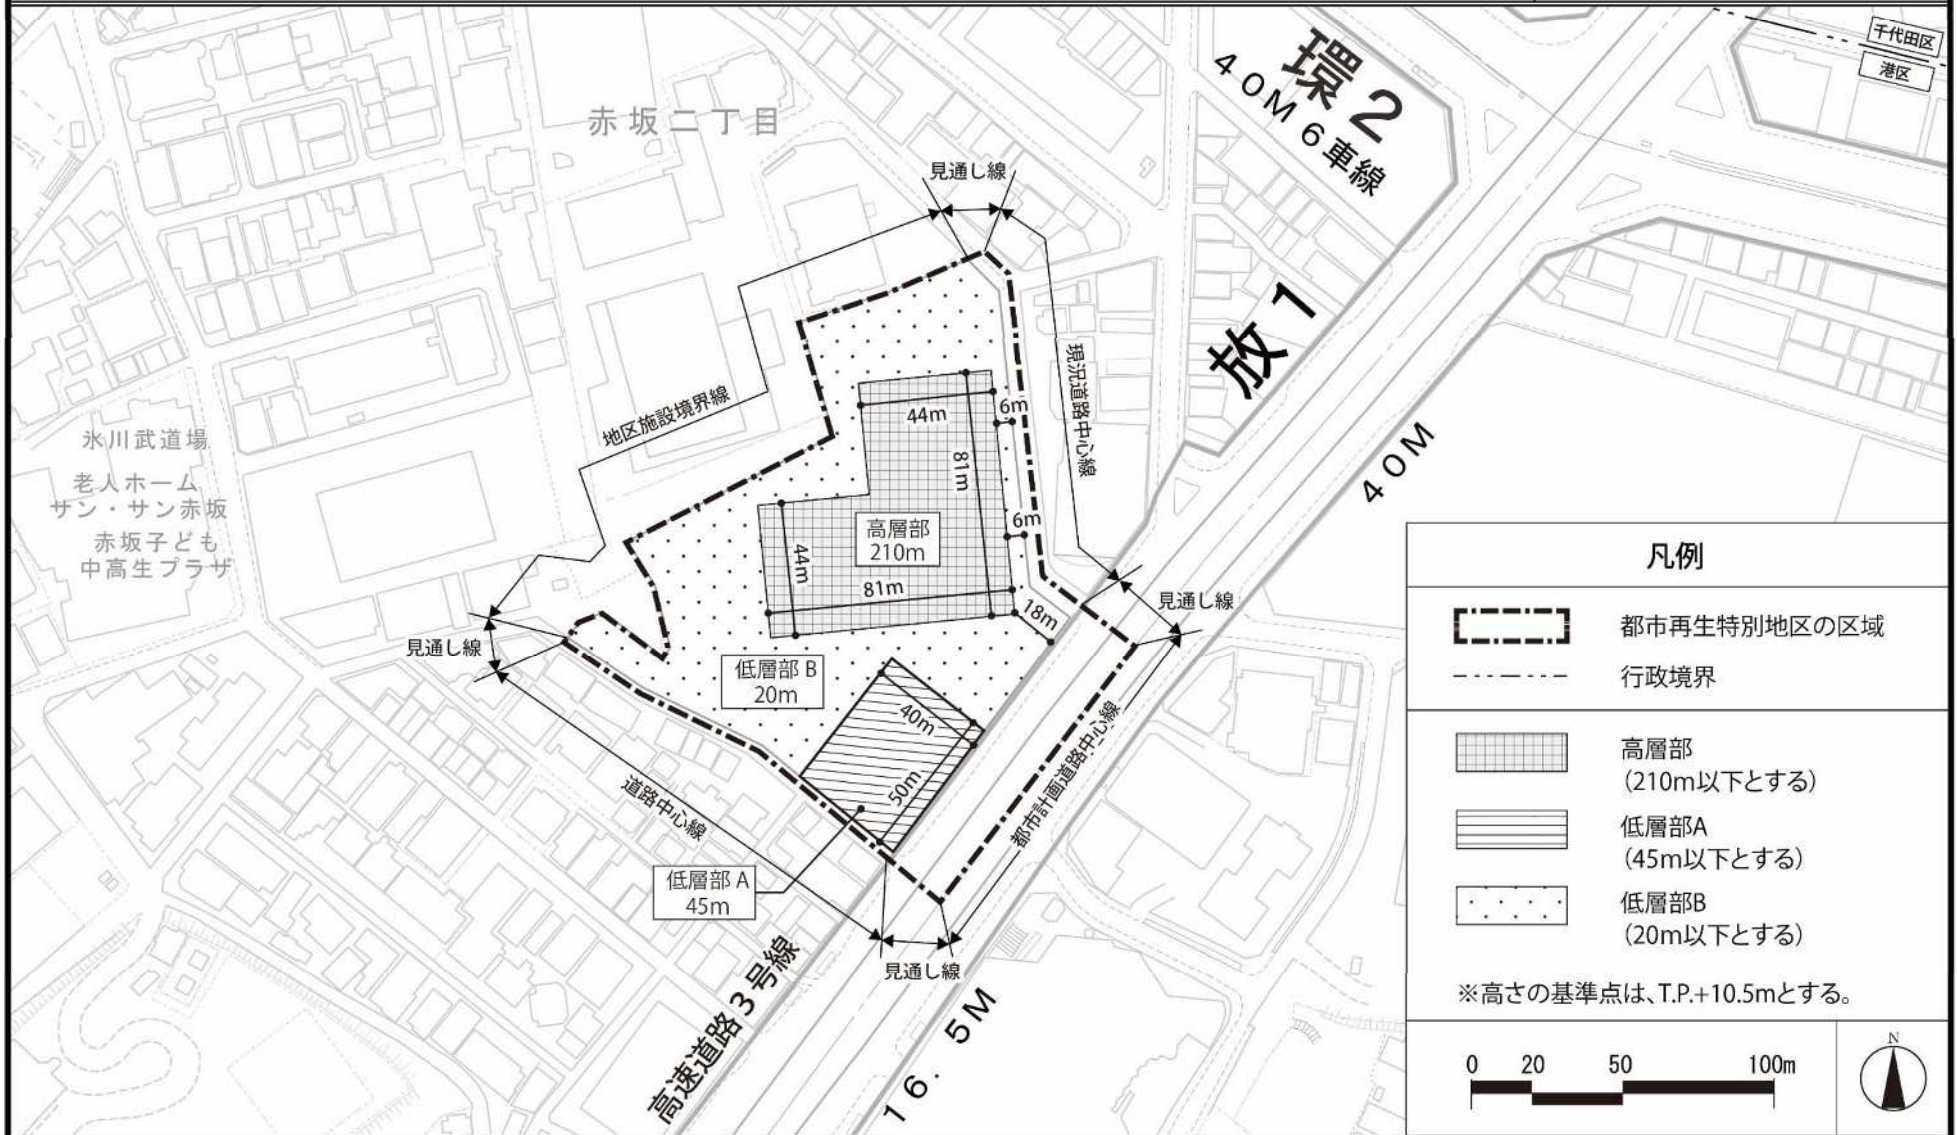 千代田区
港区
環2
40M6車線
赤坂二丁目
見通し線
放1
現況道路中心線
地区施設境界線
44m
6m
81m
40M
氷川武道場
老人ホーム
サン・サン赤坂
赤坂子ども
中高生プラザ
高層部
210m
6m
44m
81m
18m
見通し線
見通し線
低層部 B
20m
40m
50m
都市計画道路中心線
道路中心線
低層部 A
45m
見通し線
高速道路3号線
16.5M
凡例
都市再生特別地区の区域
行政境界
高層部
(210m以下とする)
低層部A
(45m以下とする)
低層部B
(20m以下とする)
※高さの基準点は、T.P.+10.5mとする。
0 20 50 100m
N